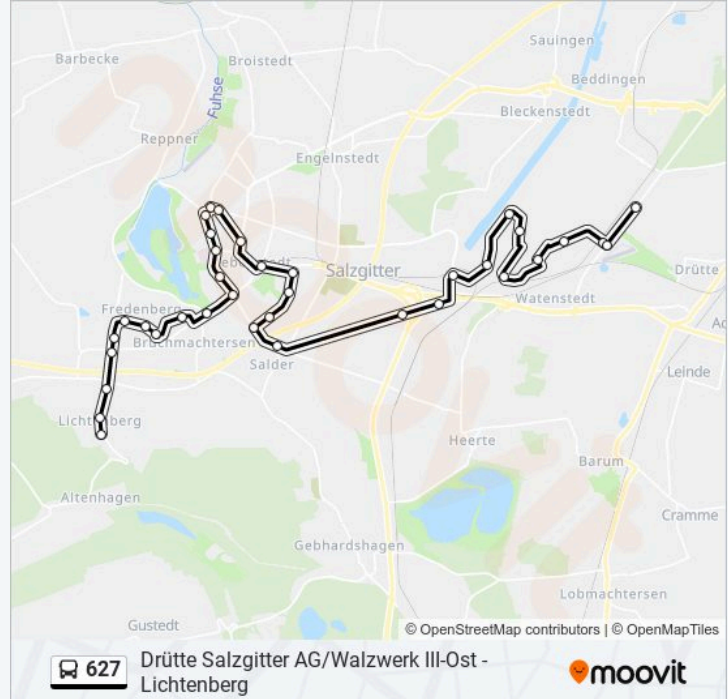 Sauingen
Barbecke
Broistedt
Beddingen
Fuhse
Bleckenstedt
Reppner
Engelnstedt
Salzgitter
Drütte
Watenstedt
Fredenberg
Bruchmachtersen
Salder
Leinde
Heerte
Barum
Altenhagen
Cramme
Gebhardshagen
Lobmachtersen
Gustedt
© OpenStreetMap contributors | © OpenMapTiles
627
Drütte Salzgitter AG/Walzwerk III-Ost -
Lichtenberg
moovit